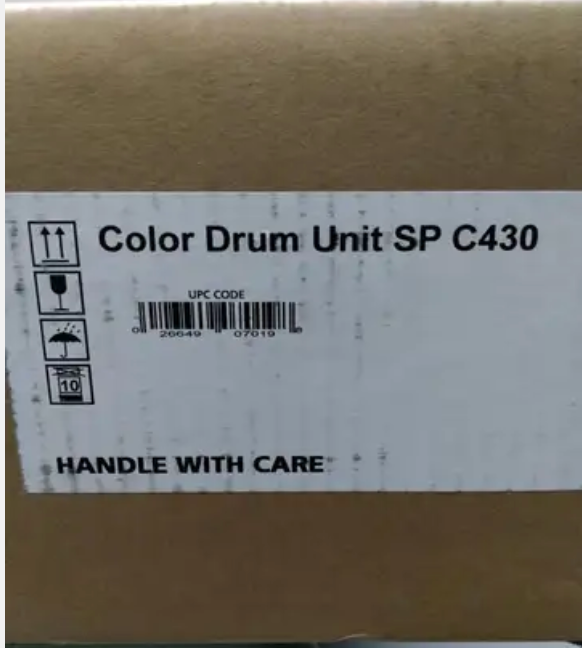 Color Drum Unit SP C430
UPC CODE
0 26649 07019
10
HANDLE WITH CARE